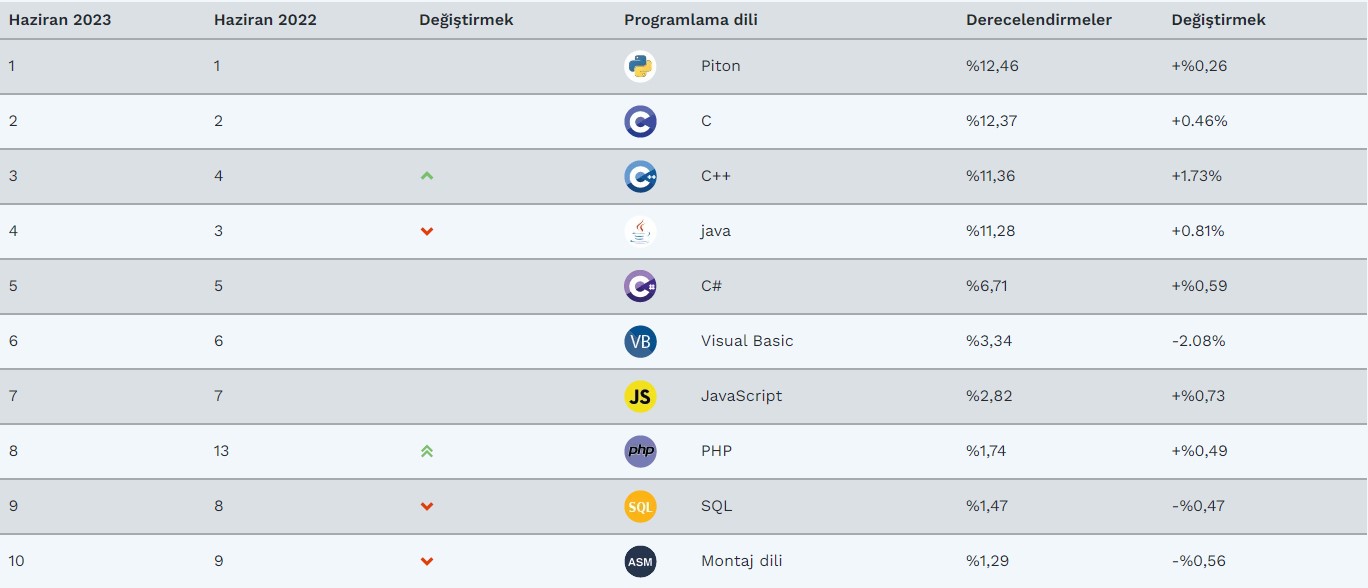 Haziran 2023 Haziran 2022 Değiştirmek Programlama dili Derecelendirmeler Değiştirmek
1 1 Piton %12,46 +%0,26
2 2 C C %12,37 +0.46%
3 4 C++ C++ %11,36 +1.73%
4 3 java %11,28 +0.81%
5 5 C# C# %6,71 +%0,59
6 6 VB Visual Basic %3,34 -2.08%
7 7 JS JavaScript %2,82 +%0,73
8 13 php PHP %1,74 +%0,49
9 8 SQL SQL %1,47 -%0,47
10 9 ASM Montaj dili %1,29 -%0,56